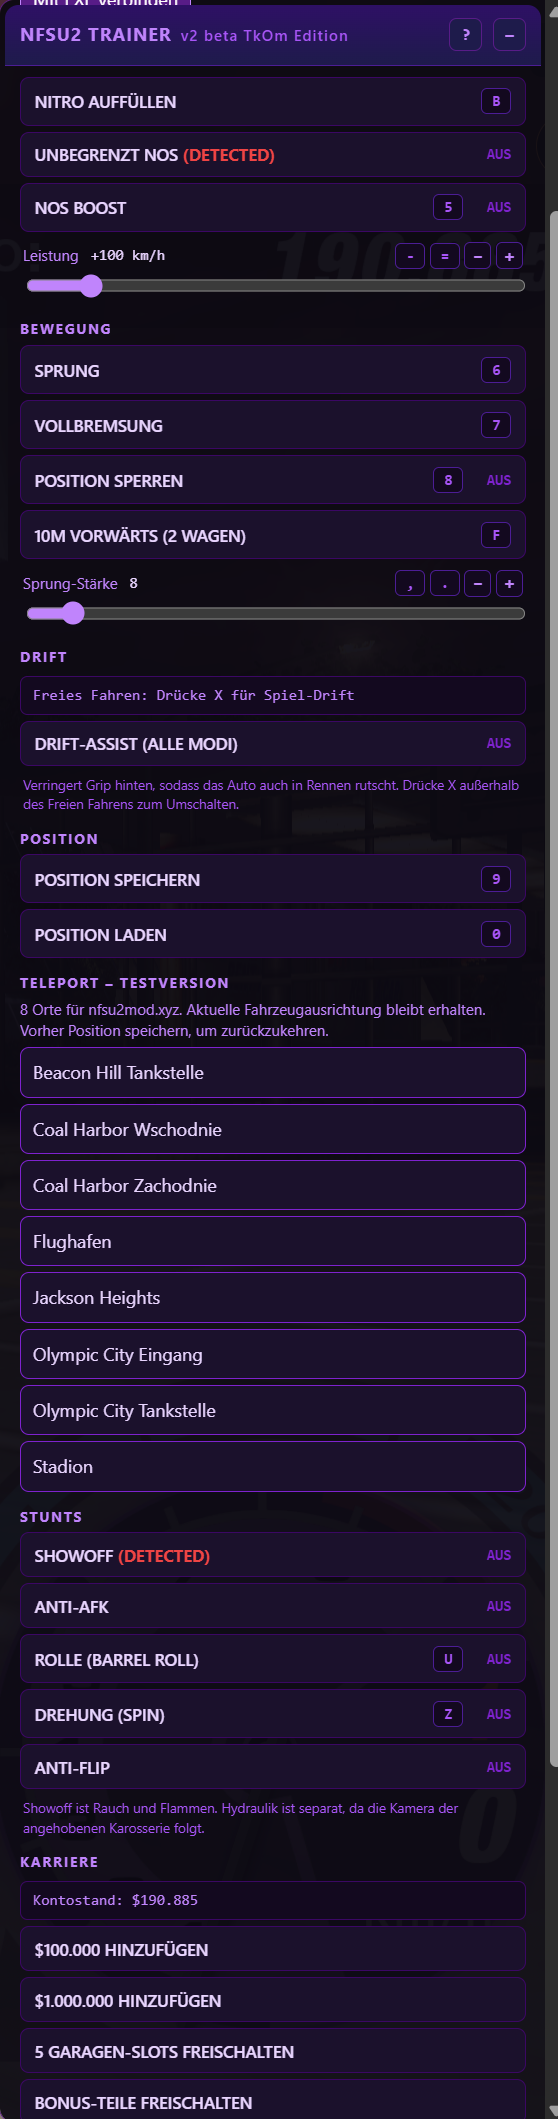 Mit EXE verbinden
NFSU2 TRAINER v2 beta TkOm Edition ? –
NITRO AUFFÜLLEN B
UNBEGRENZT NOS (DETECTED) AUS
NOS BOOST 5 AUS
Leistung +100 km/h - = − +
BEWEGUNG
SPRUNG 6
VOLLBREMSUNG 7
POSITION SPERREN 8 AUS
10M VORWÄRTS (2 WAGEN) F
Sprung-Stärke 8 , . − +
DRIFT
Freies Fahren: Drücke X für Spiel-Drift
DRIFT-ASSIST (ALLE MODI) AUS
Verringert Grip hinten, sodass das Auto auch in Rennen rutscht. Drücke X außerhalb
des Freien Fahrens zum Umschalten.
POSITION
POSITION SPEICHERN 9
POSITION LADEN 0
TELEPORT – TESTVERSION
8 Orte für nfsu2mod.xyz. Aktuelle Fahrzeugausrichtung bleibt erhalten.
Vorher Position speichern, um zurückzukehren.
Beacon Hill Tankstelle
Coal Harbor Wschodnie
Coal Harbor Zachodnie
Flughafen
Jackson Heights
Olympic City Eingang
Olympic City Tankstelle
Stadion
STUNTS
SHOWOFF (DETECTED) AUS
ANTI-AFK AUS
ROLLE (BARREL ROLL) U AUS
DREHUNG (SPIN) Z AUS
ANTI-FLIP AUS
Showoff ist Rauch und Flammen. Hydraulik ist separat, da die Kamera der
angehobenen Karosserie folgt.
0
KARRIERE
Kontostand: $190.885
$100.000 HINZUFÜGEN
$1.000.000 HINZUFÜGEN
5 GARAGEN-SLOTS FREISCHALTEN
BONUS-TEILE FREISCHALTEN